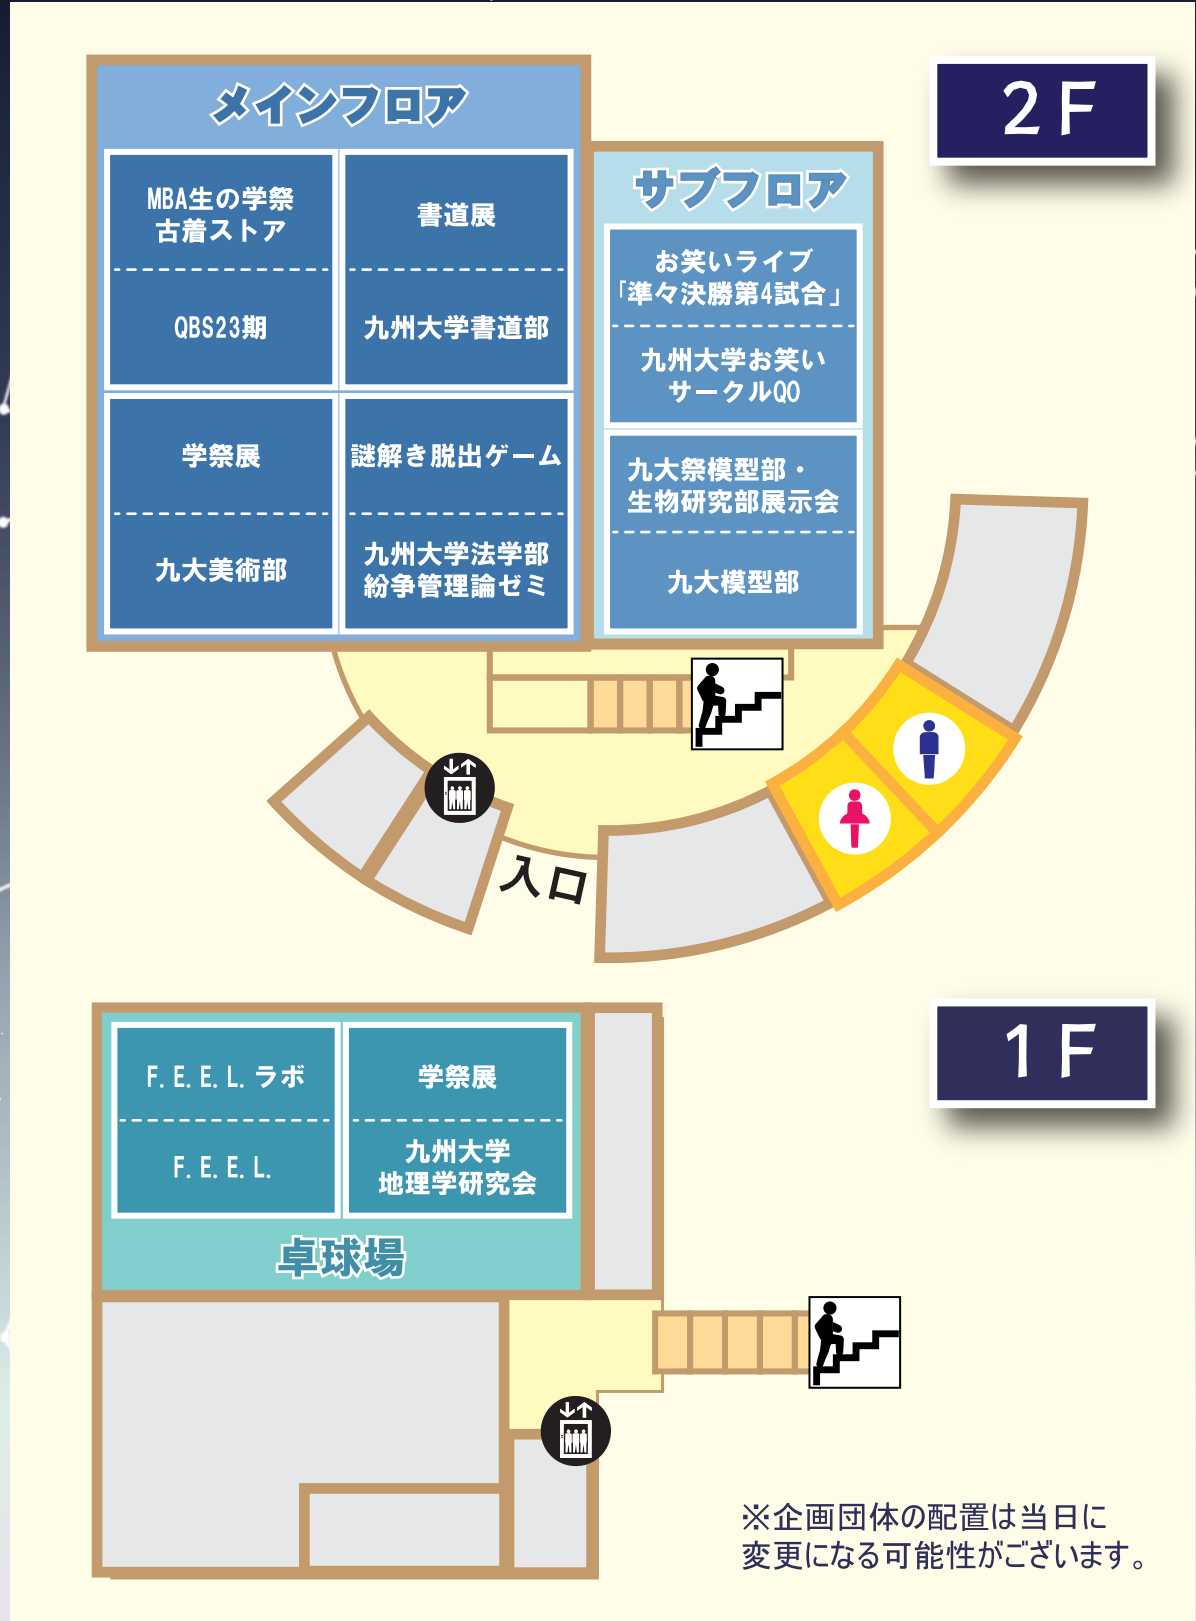 2F
メインフロア
MBA生の学祭
古着ストア
QBS23期
書道展
九州大学書道部
学祭展
九大美術部
謎解き脱出ゲーム
九州大学法学部
紛争管理論ゼミ
サブフロア
お笑いライブ
「準々決勝第4試合」
九州大学お笑い
サークルQO
九大祭模型部・
生物研究部展示会
九大模型部
入口
1F
F.E.E.L.ラボ
F.E.E.L.
学祭展
九州大学
地理学研究会
卓球場
※企画団体の配置は当日に
変更になる可能性がございます。